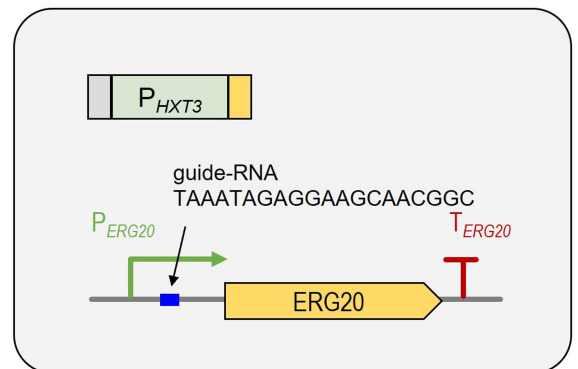 PHXT3
guide-RNA
TAAATAGAGGAAGCAACGGC
PERG20
TERG20
ERG20